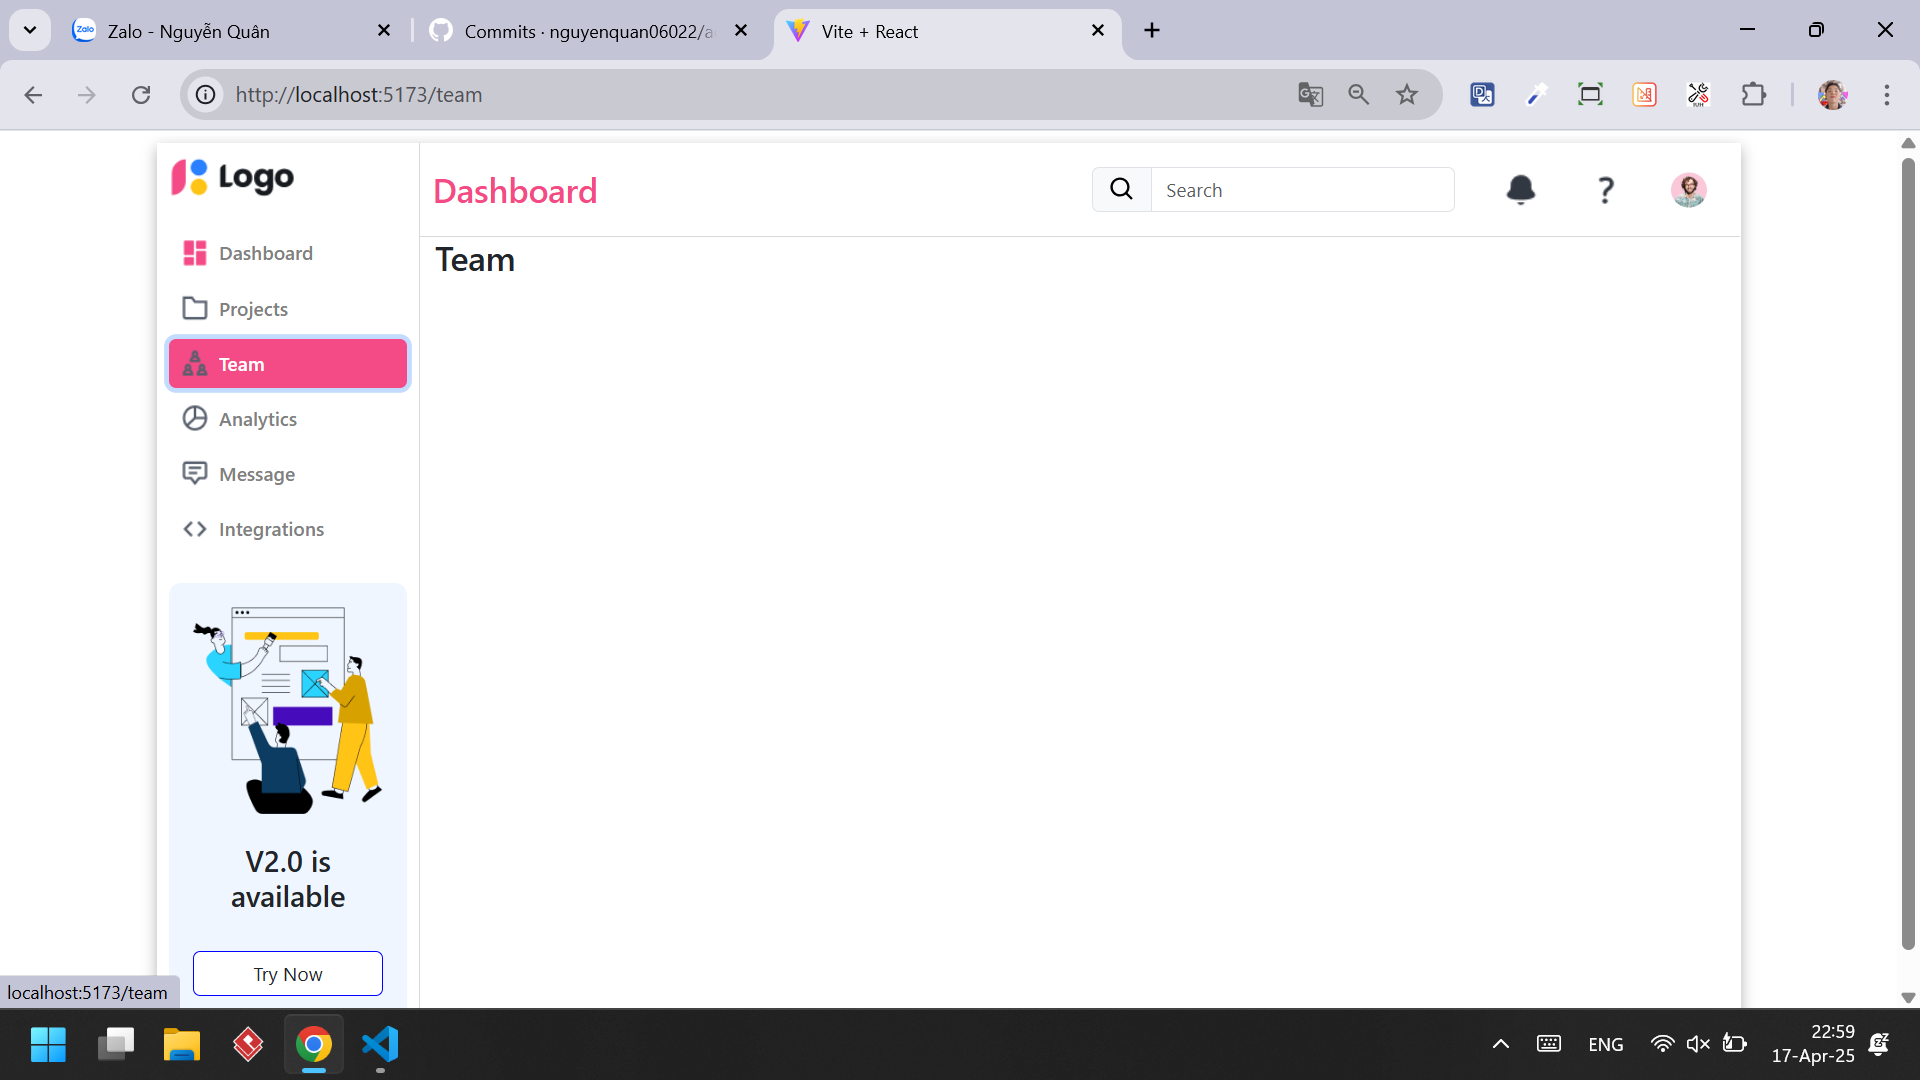 Zalo - Nguyễn Quân
Commits · nguyenquan06022/a
Vite + React
http://localhost:5173/team
Logo
Dashboard
Search
Dashboard
Projects
Team
Analytics
Message
Integrations
Team
V2.0 is
available
Try Now
localhost:5173/team
ENG
22:59
17-Apr-25